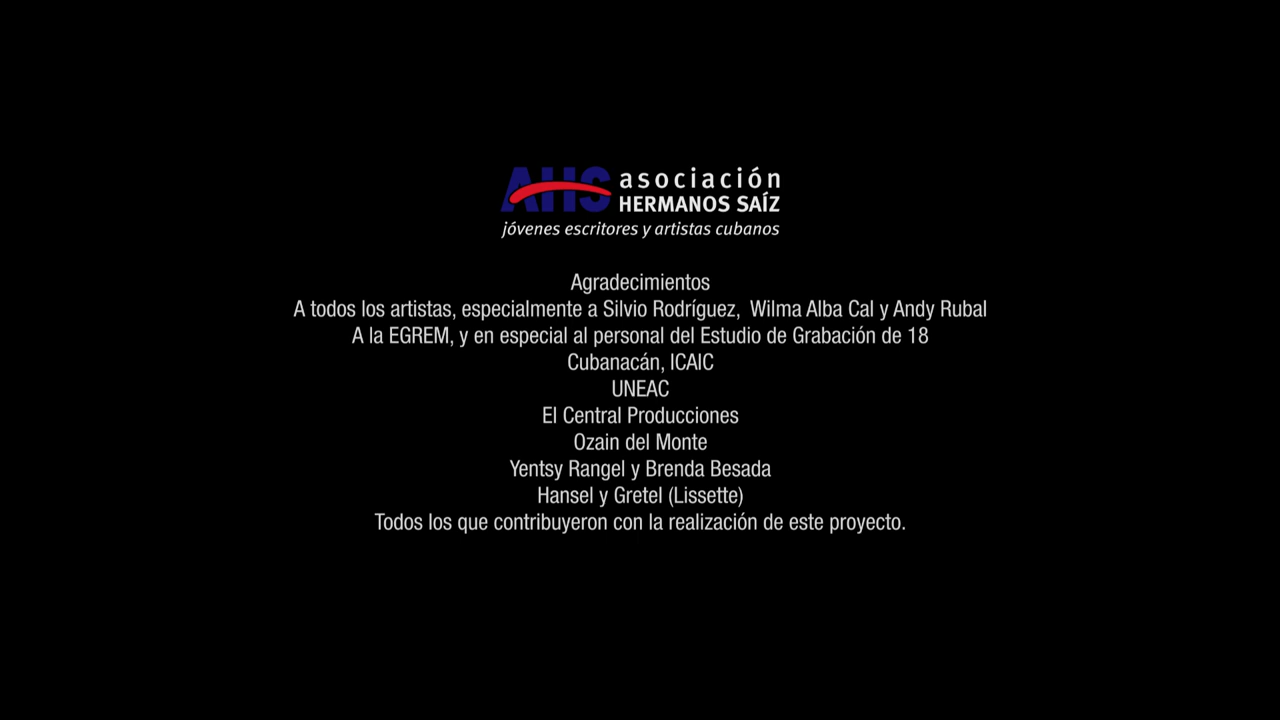 AHS asociación
HERMANOS SAÍZ
jóvenes escritores y artistas cubanos
Agradecimientos
A todos los artistas, especialmente a Silvio Rodríguez, Wilma Alba Cal y Andy Rubal
A la EGREM, y en especial al personal del Estudio de Grabación de 18
Cubanacán, ICAIC
UNEAC
El Central Producciones
Ozain del Monte
Yentsy Rangel y Brenda Besada
Hansel y Gretel (Lissette)
Todos los que contribuyeron con la realización de este proyecto.